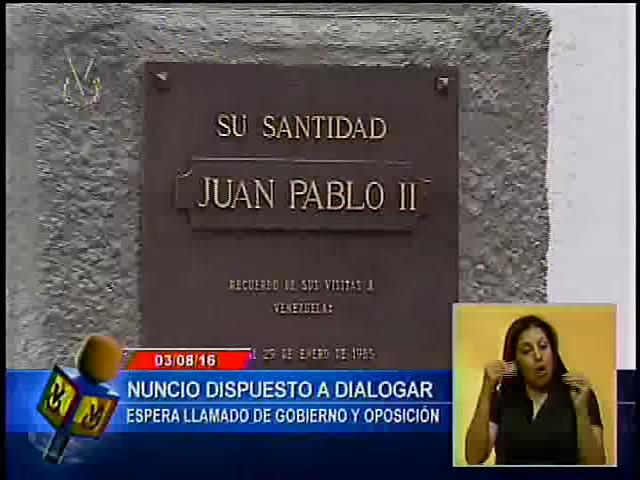 SU SANTIDAD
JUAN PABLO II
RECUERDO DE SUS VISITAS A
VENEZUELA:
AL 29 DE ENERO DE 1985
03/08/16
NUNCIO DISPUESTO A DIALOGAR
ESPERA LLAMADO DE GOBIERNO Y OPOSICIÓN